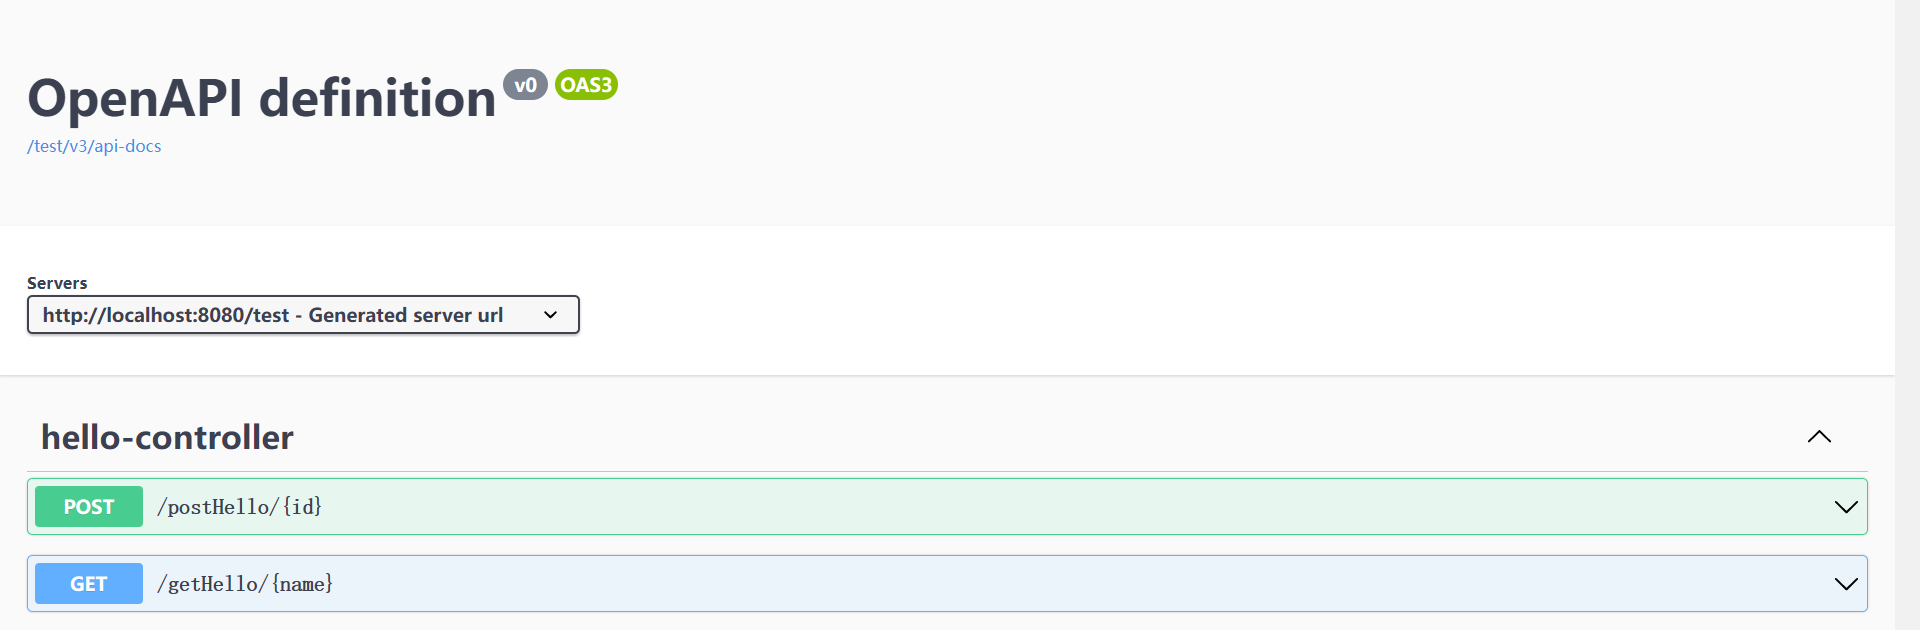 OpenAPI definition v0 OAS3
/test/v3/api-docs
Servers
http://localhost:8080/test - Generated server url
hello-controller
POST /postHello/{id}
GET /getHello/{name}